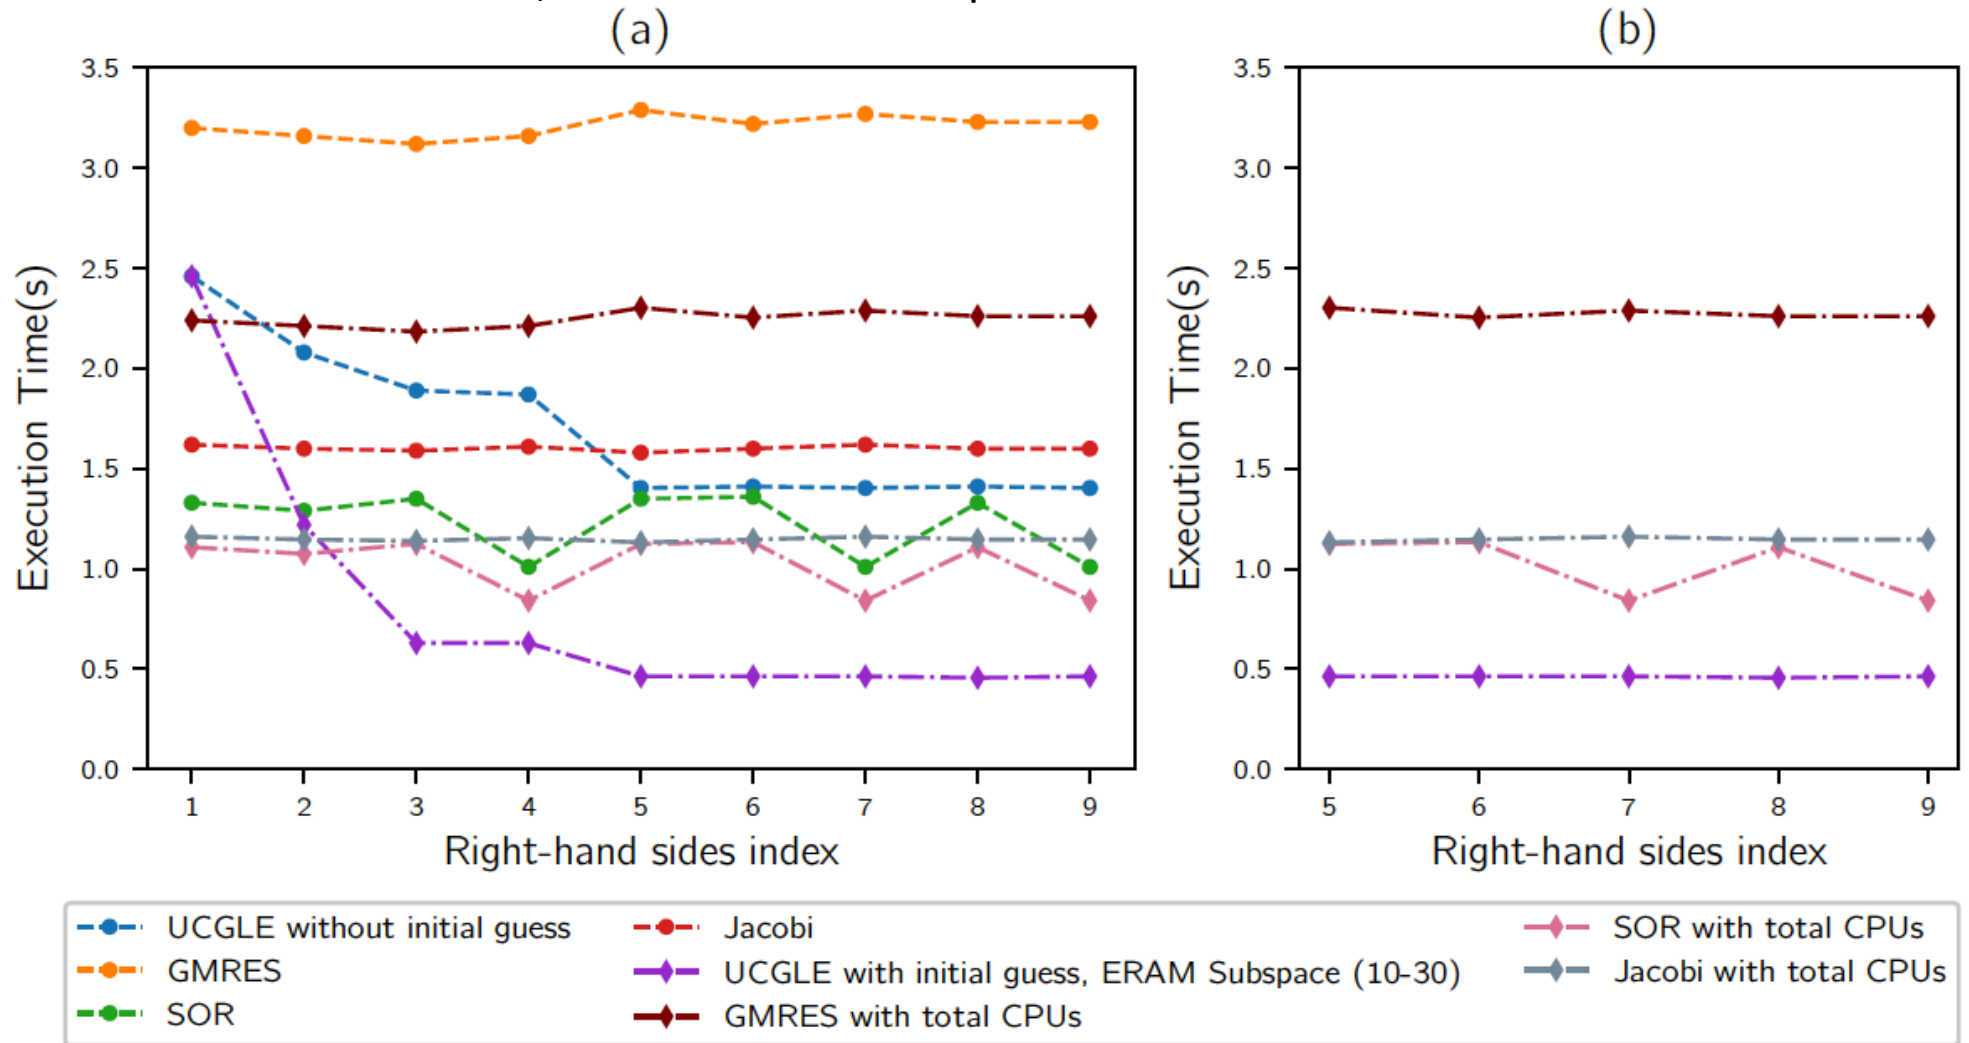 (a)
(b)
3.5
3.0
2.5
2.0
1.5
1.0
0.5
0.0
Execution Time(s)
1 2 3 4 5 6 7 8 9
Right-hand sides index
3.5
3.0
2.5
2.0
1.5
1.0
0.5
0.0
Execution Time(s)
5 6 7 8 9
Right-hand sides index
UCGLE without initial guess
GMRES
SOR
Jacobi
UCGLE with initial guess, ERAM Subspace (10-30)
GMRES with total CPUs
SOR with total CPUs
Jacobi with total CPUs